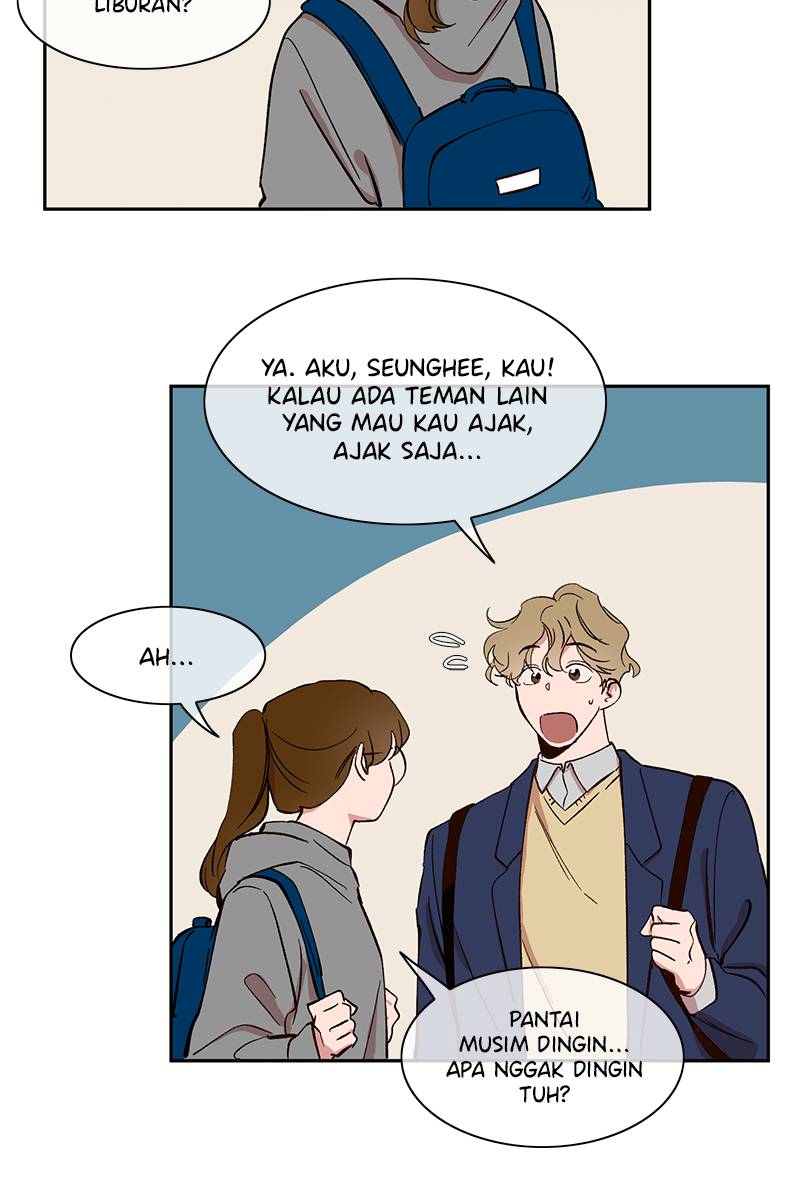 LIBURAN?
YA. AKU, SEUNGHEE, KAU!
KALAU ADA TEMAN LAIN
YANG MAU KAU AJAK,
AJAK SAJA...
AH...
PANTAI
MUSIM DINGIN...
APA NGGAK DINGIN
TUH?